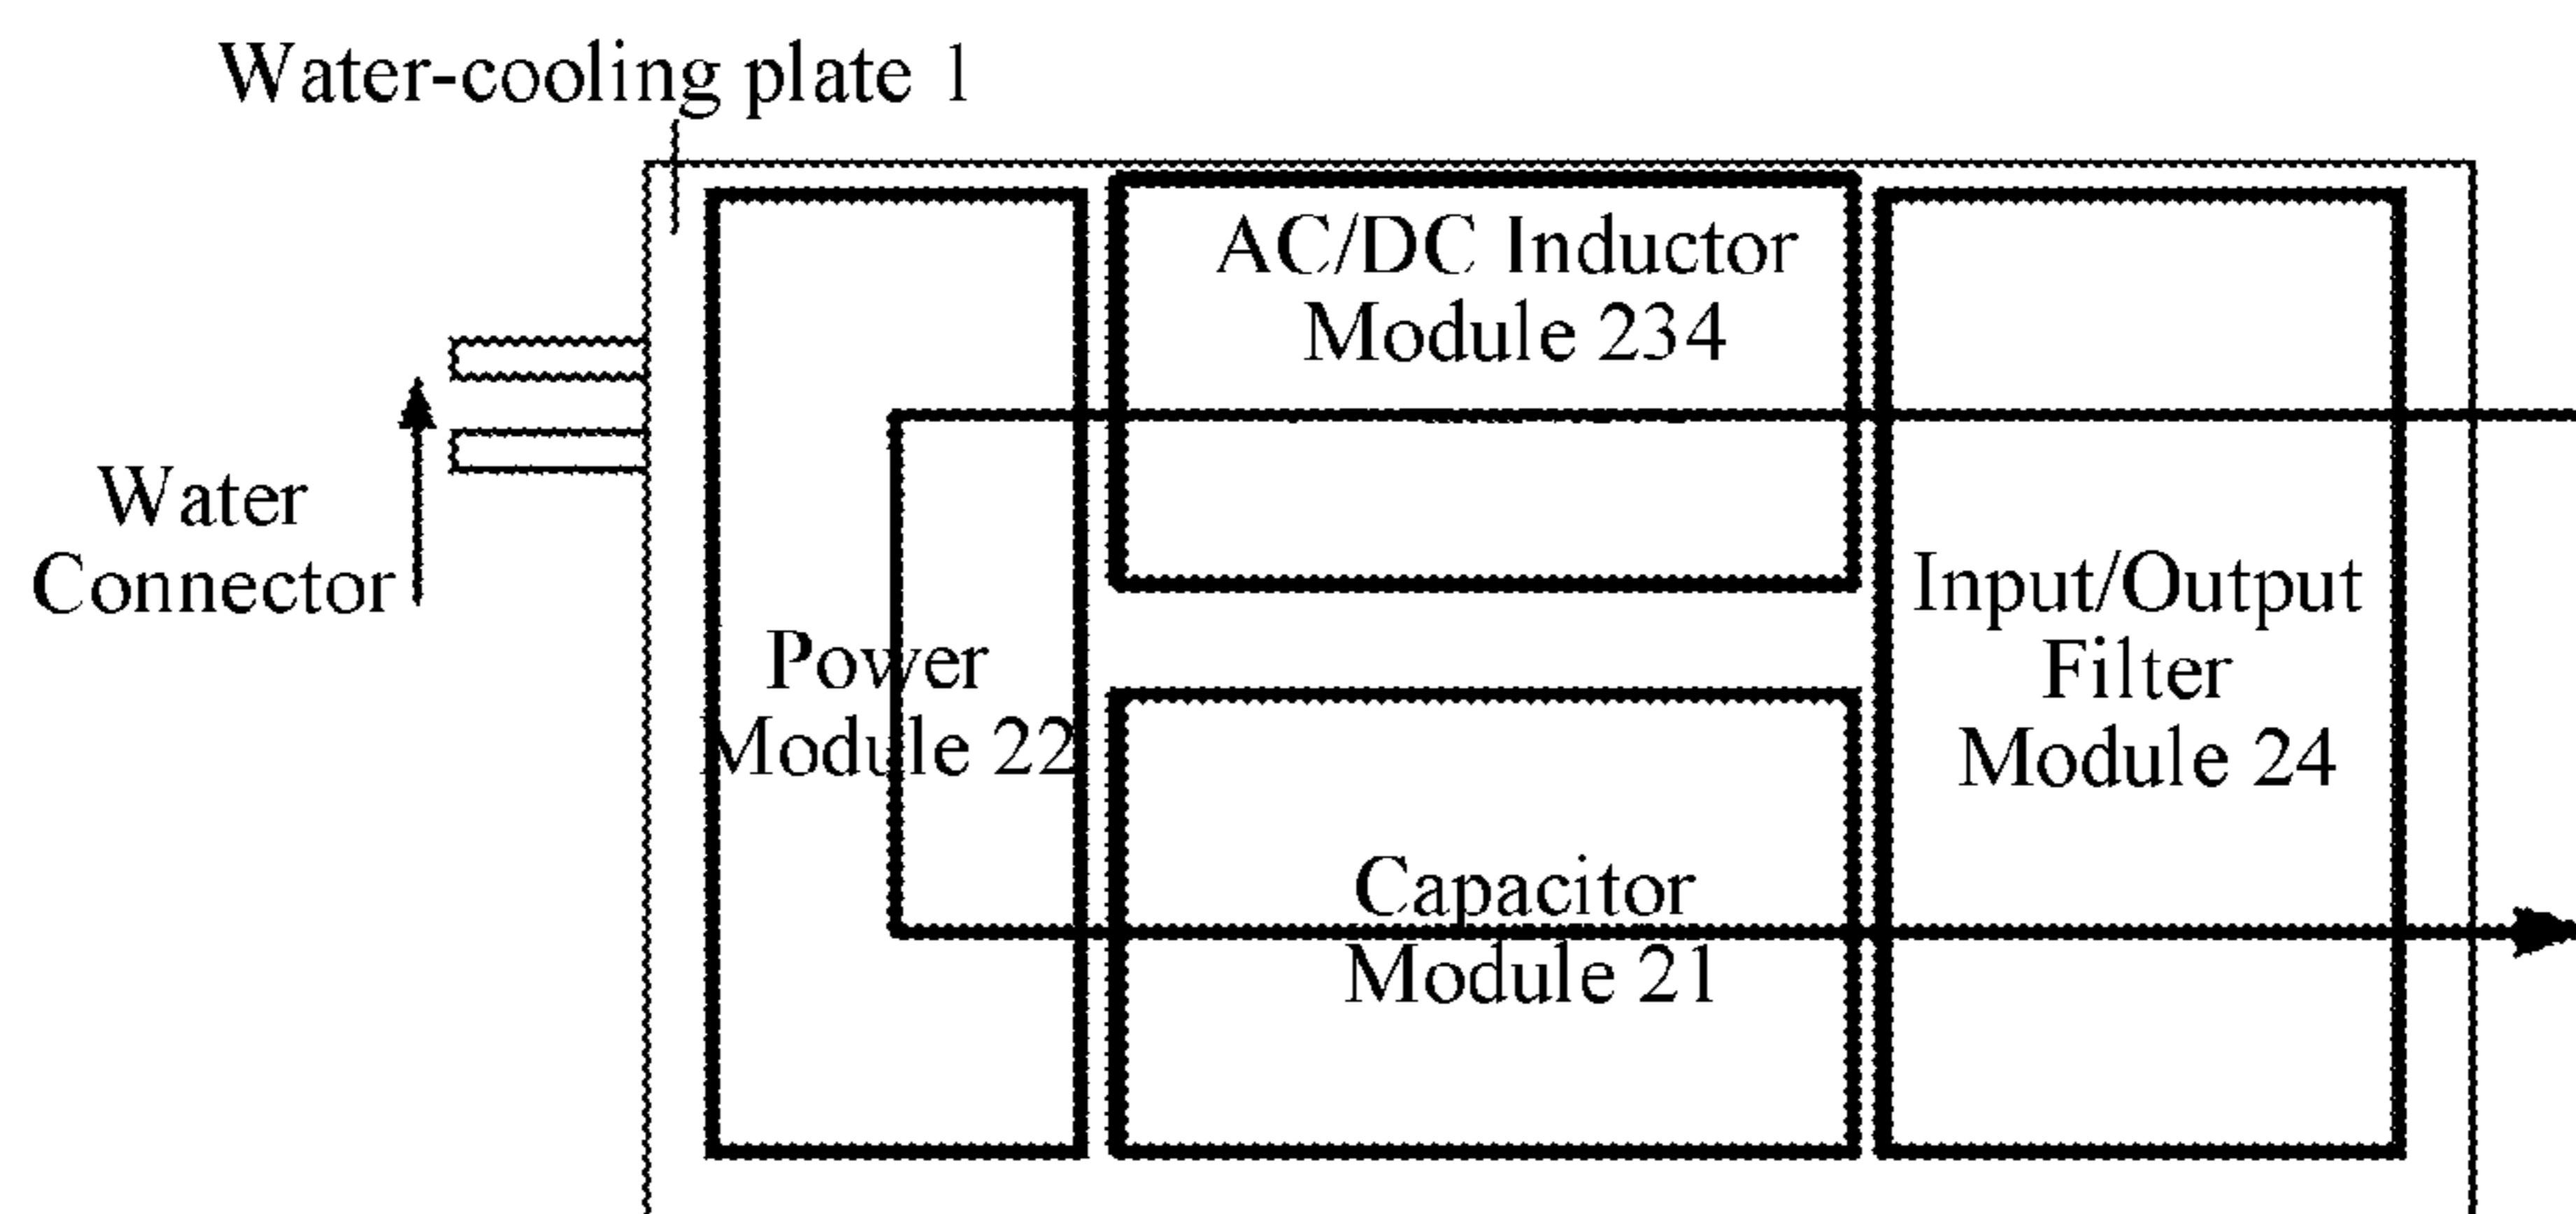 Water-cooling plate 1
AC/DC Inductor
Module 234
Water
Connector
Power
Module 22
Input/Output
Filter
Module 24
Capacitor
Module 21